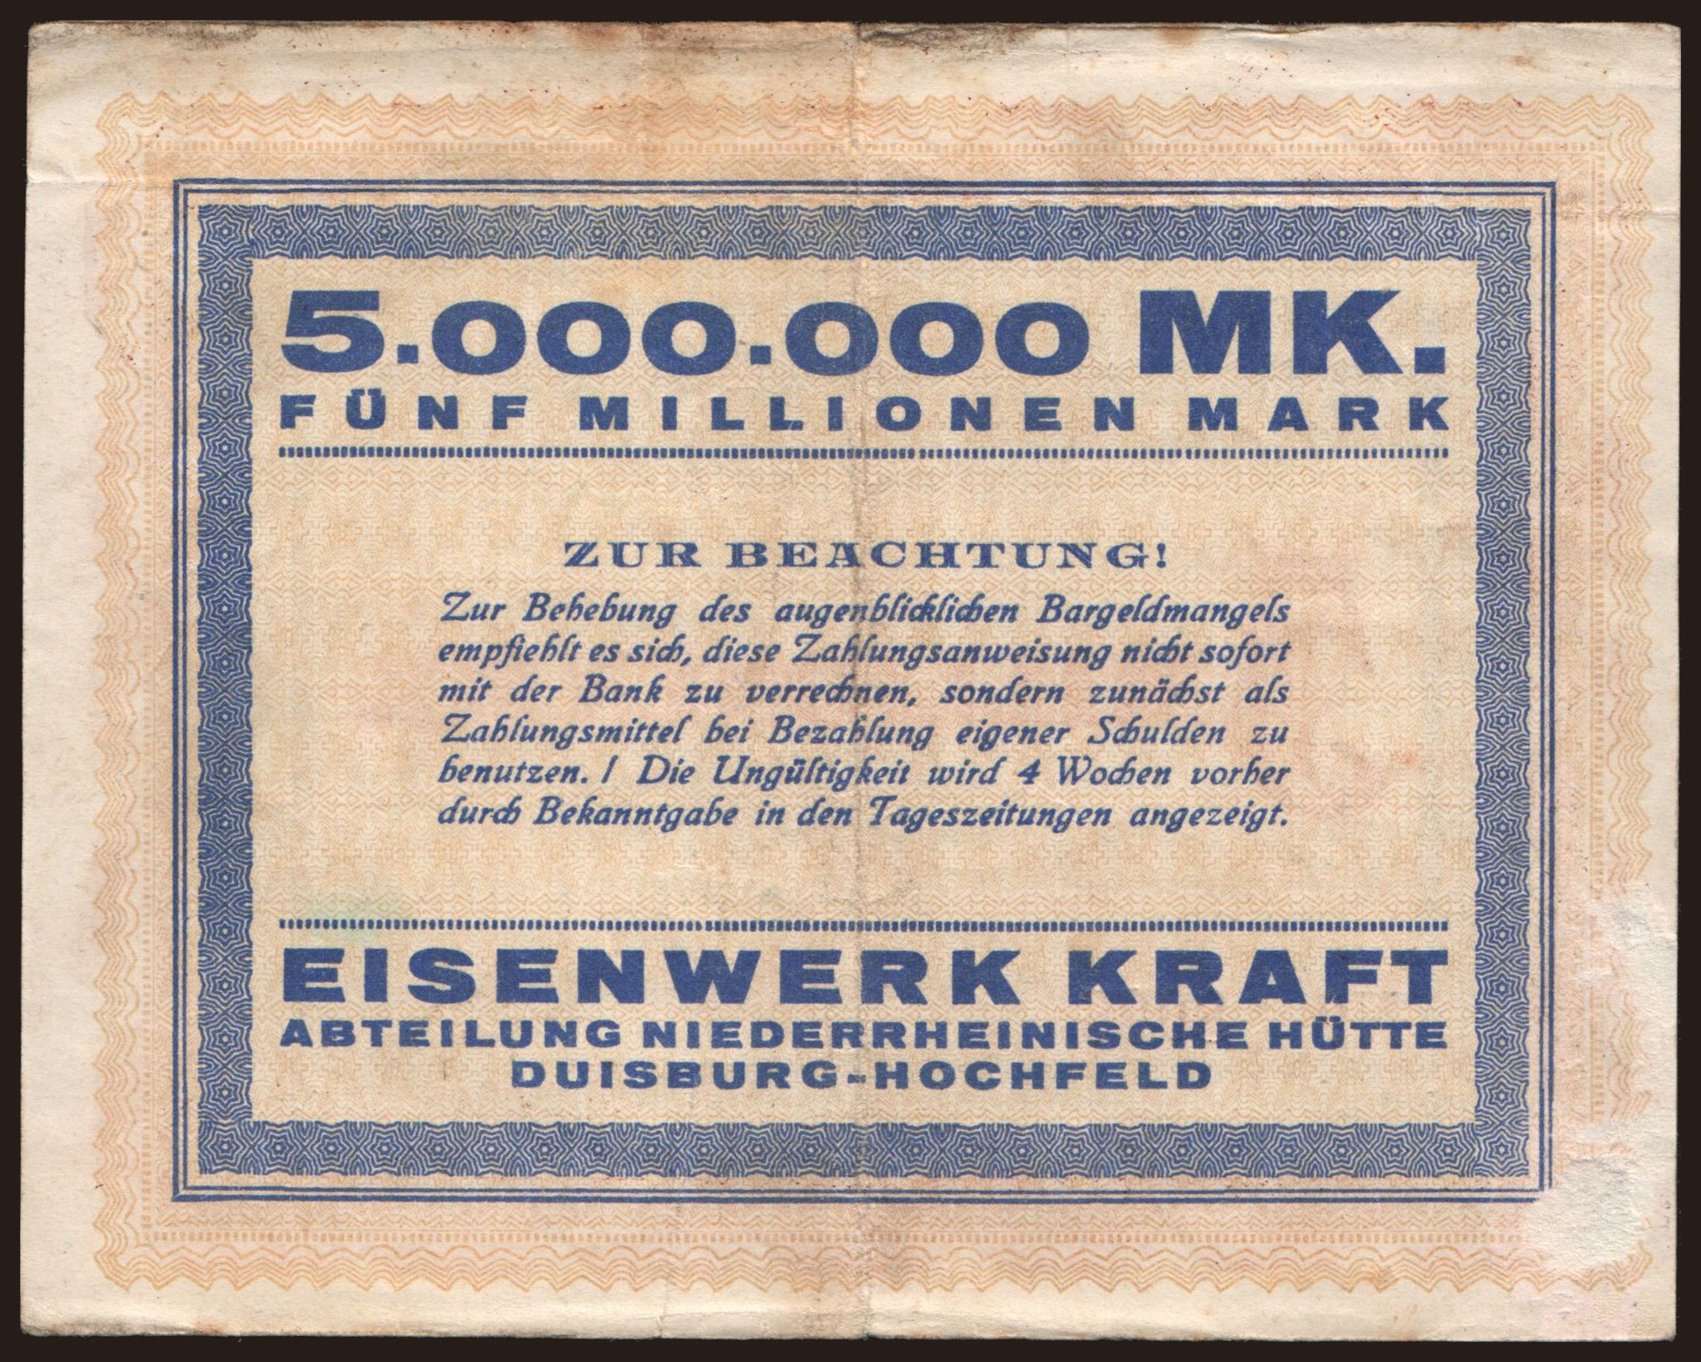 5.000.000 MK.
FÜNF MILLIONEN MARK
ZUR BEACHTUNG!
Zur Behebung des augenblicklichen Bargeldmangels
empfiehlt es sich, diese Zahlungsanweisung nicht sofort
mit der Bank zu verrechnen, sondern zunächst als
Zahlungsmittel bei Bezahlung eigener Schulden zu
benutzen. / Die Ungültigkeit wird 4 Wochen vorher
durch Bekanntgabe in den Tageszeitungen angezeigt.
EISENWERK KRAFT
ABTEILUNG NIEDERRHEINISCHE HÜTTE
DUISBURG-HOCHFELD